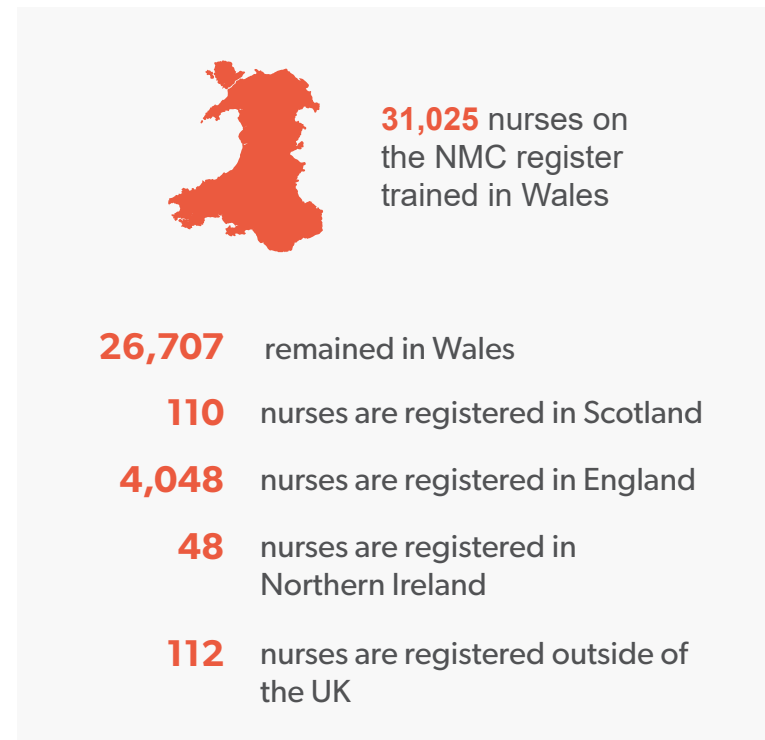 31,025 nurses on
the NMC register
trained in Wales
26,707 remained in Wales
110 nurses are registered in Scotland
4,048 nurses are registered in England
48 nurses are registered in
Northern Ireland
112 nurses are registered outside of
the UK